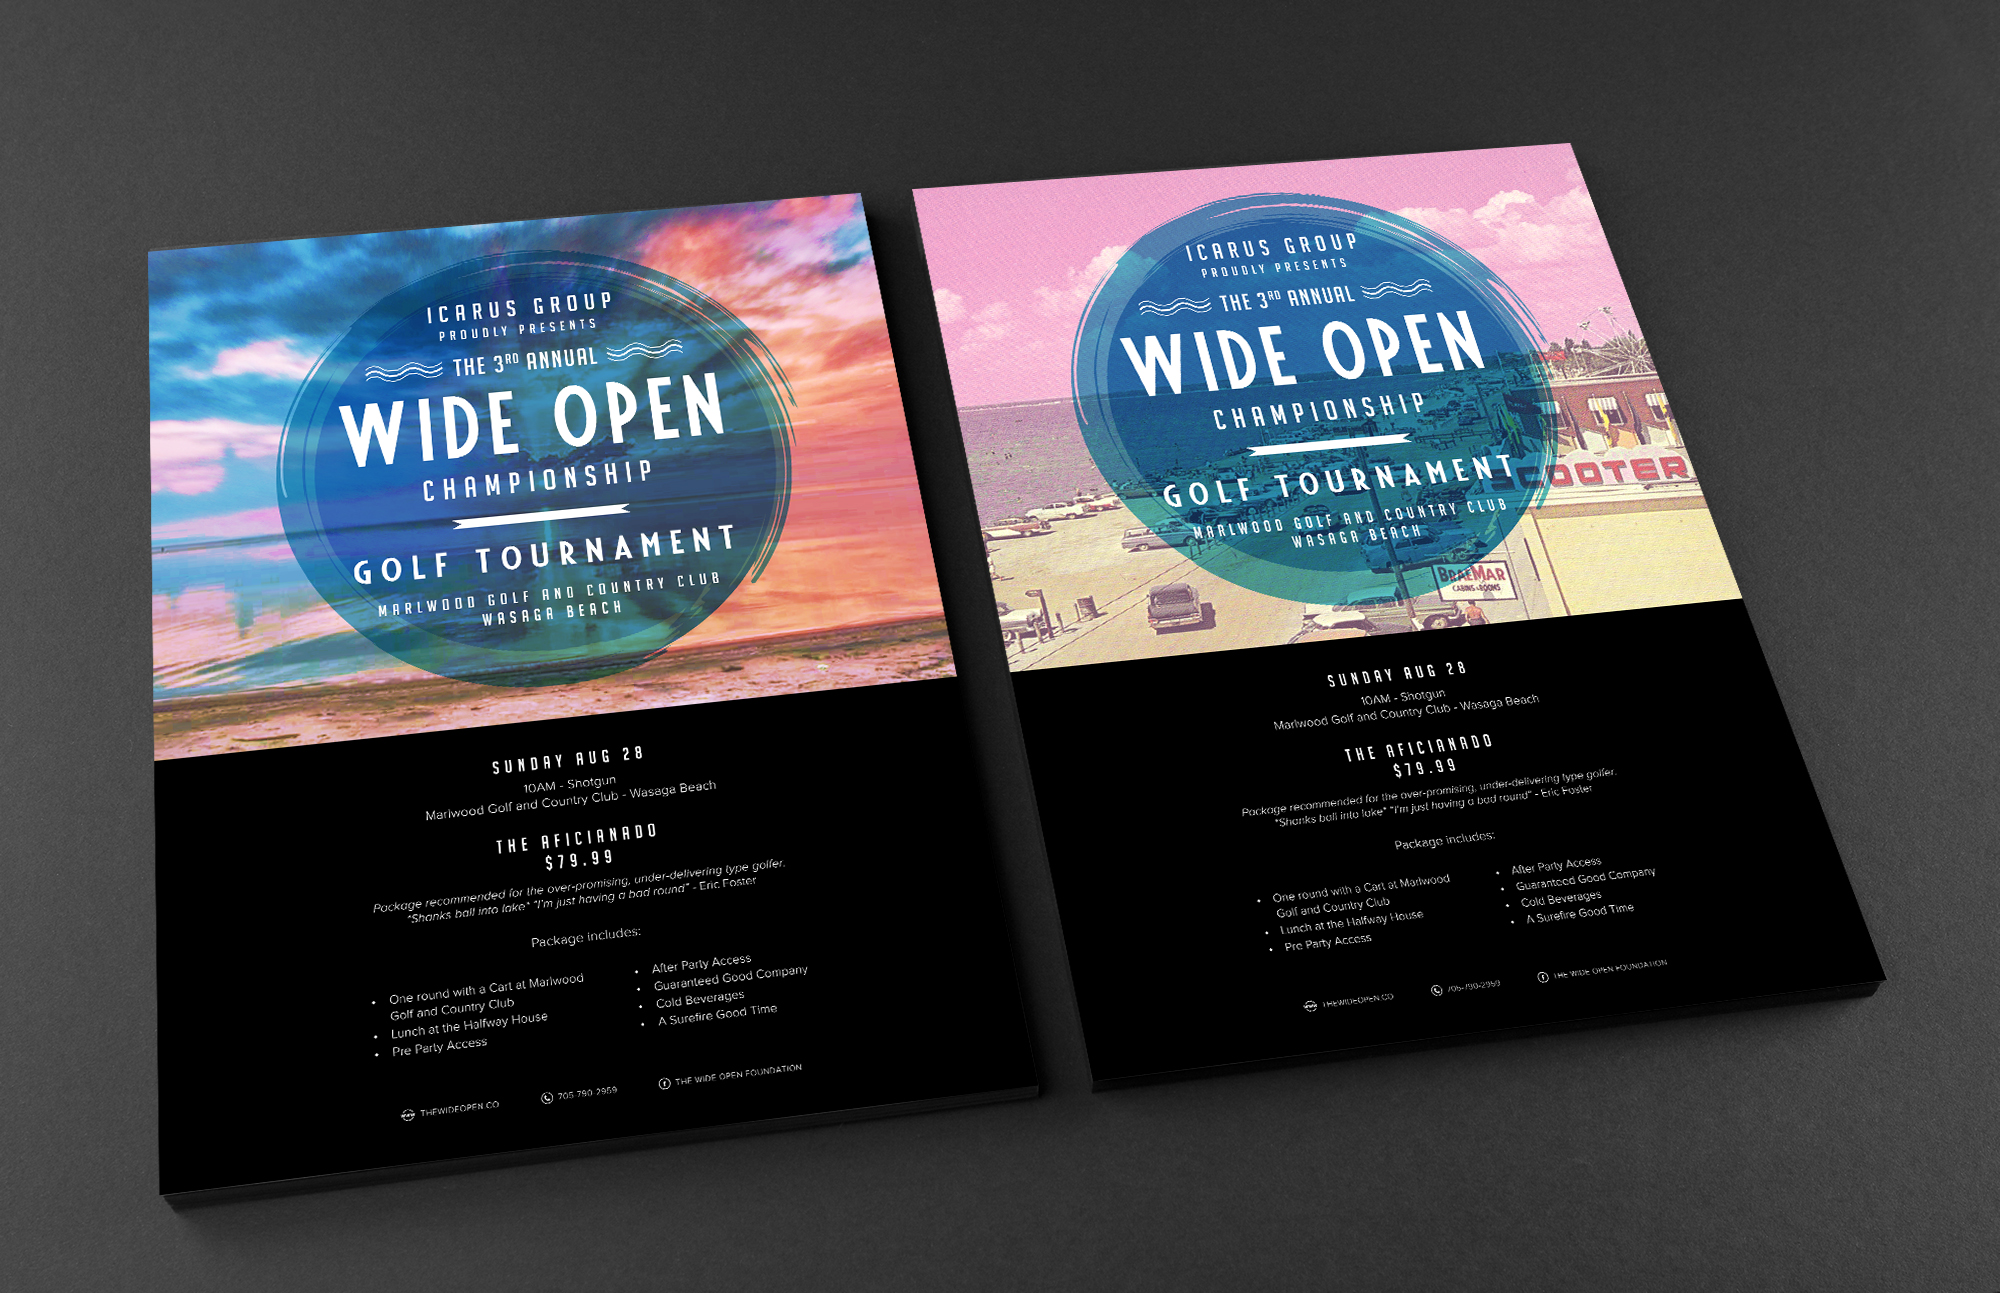 ICARUS GROUP
PROUDLY PRESENTS
THE 3RD ANNUAL
WIDE OPEN
CHAMPIONSHIP
GOLF TOURNAMENT
MARLWOOD GOLF AND COUNTRY CLUB
WASAGA BEACH
SUNDAY AUG 28
10AM - Shotgun
Marlwood Golf and Country Club - Wasaga Beach
THE AFICIANADO
$79.99
Package recommended for the over-promising, under-delivering type golfer.
*Shanks ball into lake* "I'm just having a bad round" - Eric Foster
Package includes:
• One round with a Cart at Marlwood
Golf and Country Club
• Lunch at the Halfway House
• Pre Party Access
• After Party Access
• Guaranteed Good Company
• Cold Beverages
• A Surefire Good Time
THEWIDEOPEN.CO
705-790-2959
THE WIDE OPEN FOUNDATION
ICARUS GROUP
PROUDLY PRESENTS
THE 3RD ANNUAL
WIDE OPEN
CHAMPIONSHIP
GOLF TOURNAMENT
MARLWOOD GOLF AND COUNTRY CLUB
WASAGA BEACH
COOTER
BRAEMAR
CABINS & ROOMS
SUNDAY AUG 28
10AM - Shotgun
Marlwood Golf and Country Club - Wasaga Beach
THE AFICIANADO
$79.99
Package recommended for the over-promising, under-delivering type golfer.
*Shanks ball into lake* "I'm just having a bad round" - Eric Foster
Package includes:
• One round with a Cart at Marlwood
Golf and Country Club
• Lunch at the Halfway House
• Pre Party Access
• After Party Access
• Guaranteed Good Company
• Cold Beverages
• A Surefire Good Time
THEWIDEOPEN.CO
705-790-2959
THE WIDE OPEN FOUNDATION